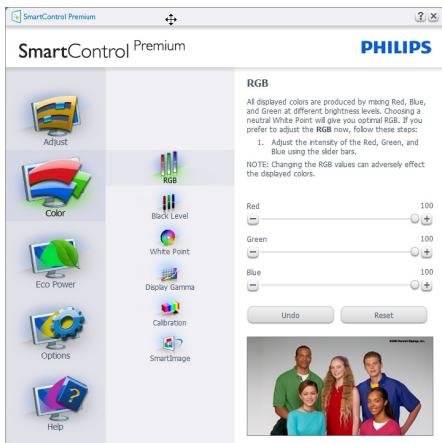 SmartControl Premium
? x
SmartControl Premium
PHILIPS
Adjust
Color
Eco Power
Options
Help
RGB
Black Level
White Point
Display Gamma
Calibration
SmartImage
RGB
All displayed colors are produced by mixing Red, Blue,
and Green at different brightness levels. Choosing a
neutral White Point will give you optimal RGB. If you
prefer to adjust the RGB now, follow these steps:
1. Adjust the intensity of the Red, Green, and
Blue using the slider bars.
NOTE: Changing the RGB values can adversely effect
the displayed colors.
Red 100
Green 100
Blue 100
Undo Reset